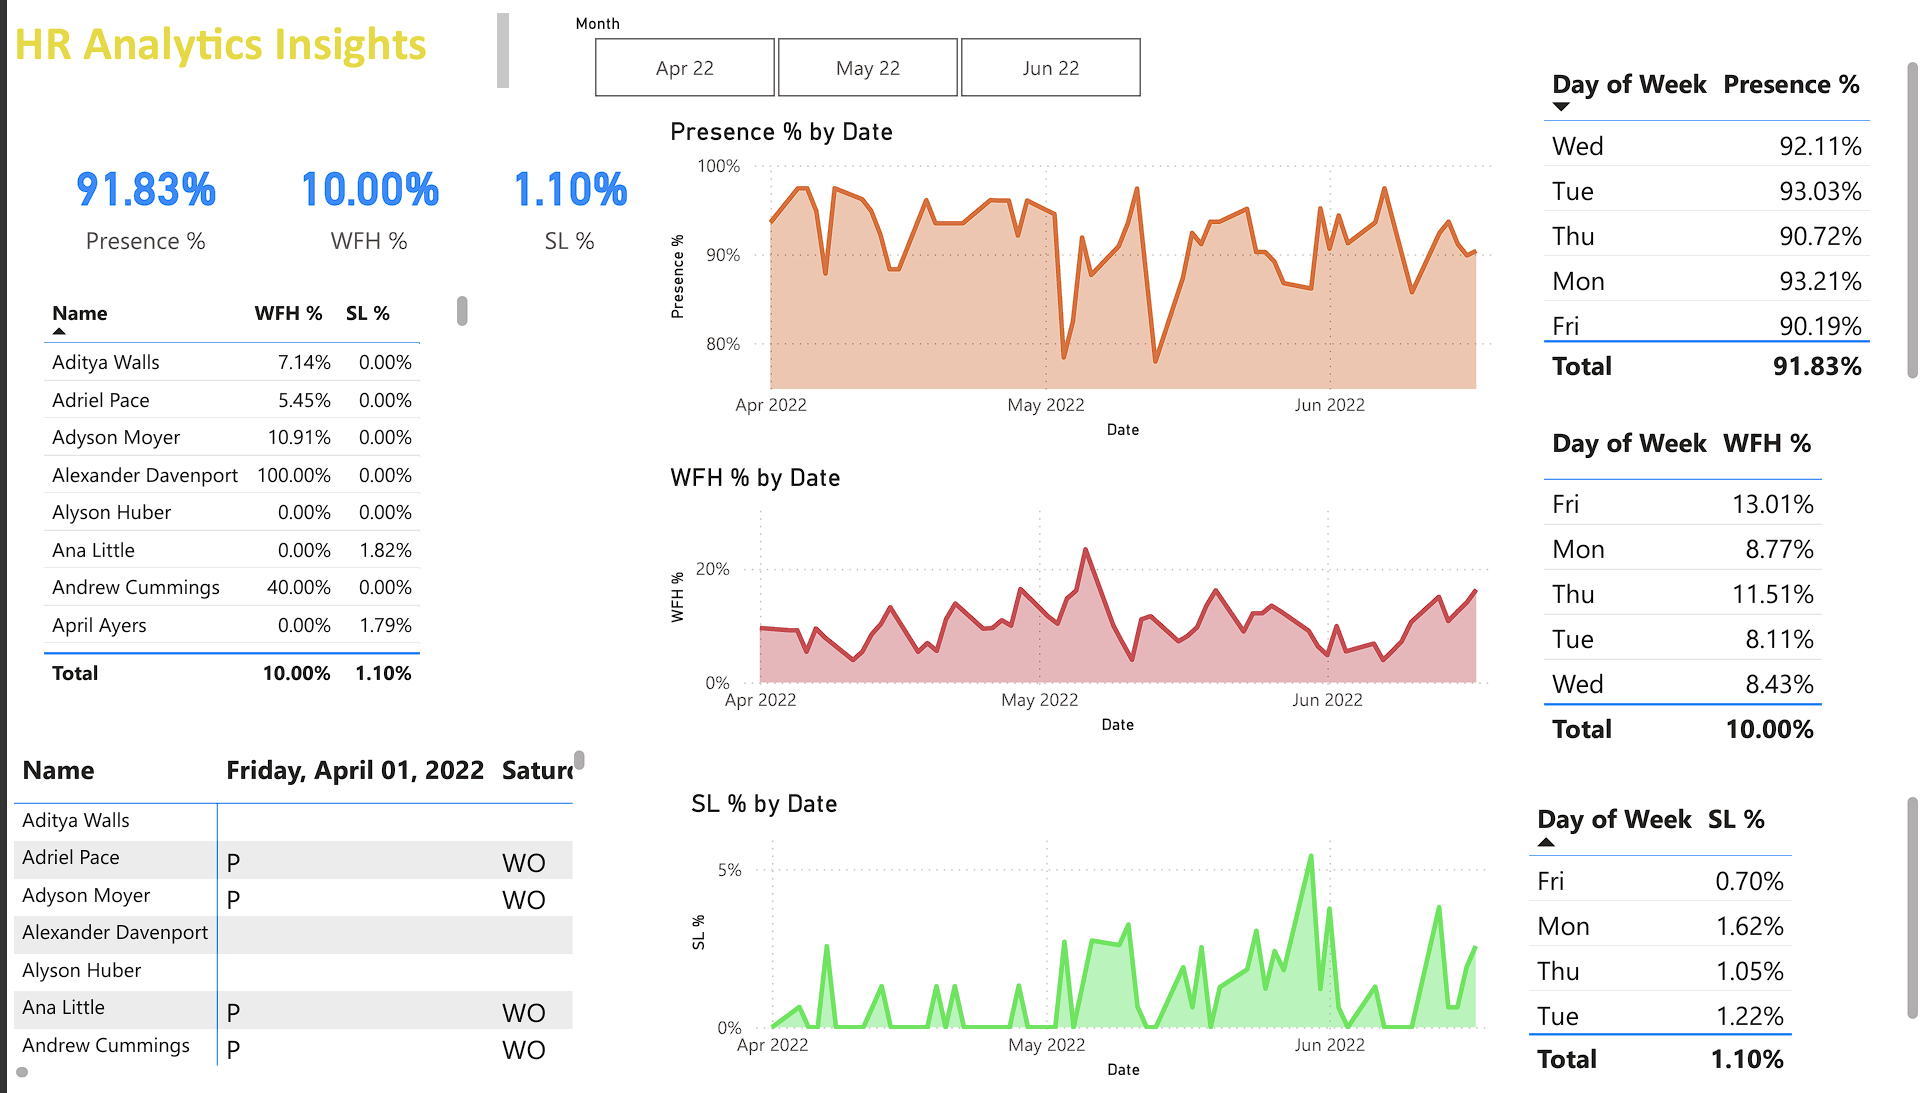 HR Analytics Insights
Month
Apr 22 May 22 Jun 22
91.83% 10.00% 1.10%
Presence % WFH % SL %
Name WFH % SL %
Aditya Walls 7.14% 0.00%
Adriel Pace 5.45% 0.00%
Adyson Moyer 10.91% 0.00%
Alexander Davenport 100.00% 0.00%
Alyson Huber 0.00% 0.00%
Ana Little 0.00% 1.82%
Andrew Cummings 40.00% 0.00%
April Ayers 0.00% 1.79%
Total 10.00% 1.10%
Name Friday, April 01, 2022
Aditya Walls
Adriel Pace P WO
Adyson Moyer P WO
Alexander Davenport
Alyson Huber
Ana Little P WO
Andrew Cummings P WO
Presence % by Date
Presence %
100%
90%
80%
Apr 2022 May 2022 Jun 2022
Date
WFH % by Date
WFH %
20%
0%
Apr 2022 May 2022 Jun 2022
Date
SL % by Date
SL %
5%
0%
Apr 2022 May 2022 Jun 2022
Date
Day of Week Presence %
Wed 92.11%
Tue 93.03%
Thu 90.72%
Mon 93.21%
Fri 90.19%
Total 91.83%
Day of Week WFH %
Fri 13.01%
Mon 8.77%
Thu 11.51%
Tue 8.11%
Wed 8.43%
Total 10.00%
Day of Week SL %
Fri 0.70%
Mon 1.62%
Thu 1.05%
Tue 1.22%
Total 1.10%